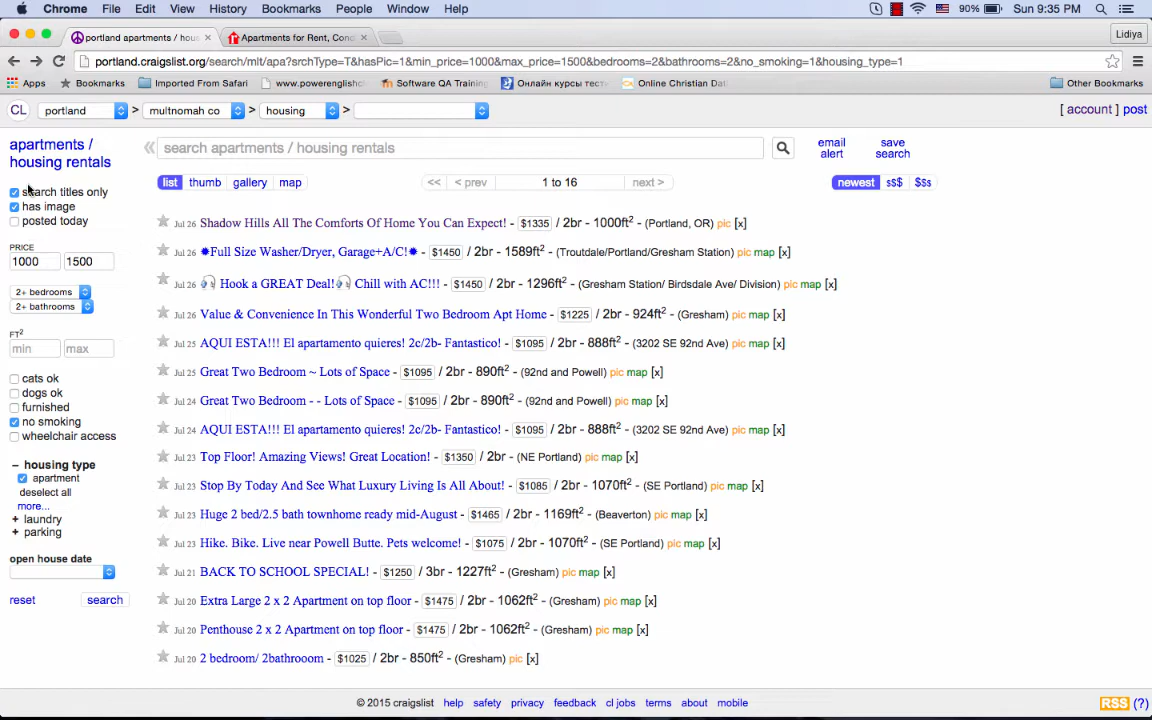 Chrome File Edit View History Bookmarks People Window Help 90% Sun 9:35 PM
portland apartments / hous × Apartments for Rent, Cond × Lidiya
portland.craigslist.org/search/mlt/apa?srchType=T&hasPic=1&min_price=1000&max_price=1500&bedrooms=2&bathrooms=2&no_smoking=1&housing_type=1
Apps Bookmarks Imported From Safari www.powerenglish Software QA Training Онлайн курсы тест Online Christian Dat Other Bookmarks
CL portland > multnomah co > housing > [ account ] post
apartments / housing rentals
search titles only
has image
posted today
PRICE
1000 1500
2+ bedrooms
2+ bathrooms
FT2
min max
cats ok
dogs ok
furnished
no smoking
wheelchair access
– housing type
apartment
deselect all
more...
+ laundry
+ parking
open house date
reset search
« search apartments / housing rentals email alert save search
list thumb gallery map << < prev 1 to 16 next > newest s$$ $$s
Jul 26 Shadow Hills All The Comforts Of Home You Can Expect! - $1335 / 2br - 1000ft2 - (Portland, OR) pic [x]
Jul 26 ✹Full Size Washer/Dryer, Garage+A/C!✹ - $1450 / 2br - 1589ft2 - (Troutdale/Portland/Gresham Station) pic map [x]
Jul 26 Hook a GREAT Deal! Chill with AC!!! - $1450 / 2br - 1296ft2 - (Gresham Station/ Birdsdale Ave/ Division) pic map [x]
Jul 26 Value & Convenience In This Wonderful Two Bedroom Apt Home - $1225 / 2br - 924ft2 - (Gresham) pic map [x]
Jul 25 AQUI ESTA!!! El apartamento quieres! 2c/2b- Fantastico! - $1095 / 2br - 888ft2 - (3202 SE 92nd Ave) pic map [x]
Jul 25 Great Two Bedroom ~ Lots of Space - $1095 / 2br - 890ft2 - (92nd and Powell) pic map [x]
Jul 24 Great Two Bedroom - - Lots of Space - $1095 / 2br - 890ft2 - (92nd and Powell) pic map [x]
Jul 24 AQUI ESTA!!! El apartamento quieres! 2c/2b- Fantastico! - $1095 / 2br - 888ft2 - (3202 SE 92nd Ave) pic map [x]
Jul 23 Top Floor! Amazing Views! Great Location! - $1350 / 2br - (NE Portland) pic map [x]
Jul 23 Stop By Today And See What Luxury Living Is All About! - $1085 / 2br - 1070ft2 - (SE Portland) pic map [x]
Jul 23 Huge 2 bed/2.5 bath townhome ready mid-August - $1465 / 2br - 1169ft2 - (Beaverton) pic map [x]
Jul 23 Hike. Bike. Live near Powell Butte. Pets welcome! - $1075 / 2br - 1070ft2 - (SE Portland) pic map [x]
Jul 21 BACK TO SCHOOL SPECIAL! - $1250 / 3br - 1227ft2 - (Gresham) pic map [x]
Jul 20 Extra Large 2 x 2 Apartment on top floor - $1475 / 2br - 1062ft2 - (Gresham) pic map [x]
Jul 20 Penthouse 2 x 2 Apartment on top floor - $1475 / 2br - 1062ft2 - (Gresham) pic map [x]
Jul 20 2 bedroom/ 2bathrooom - $1025 / 2br - 850ft2 - (Gresham) pic [x]
© 2015 craigslist help safety privacy feedback cl jobs terms about mobile RSS (?)